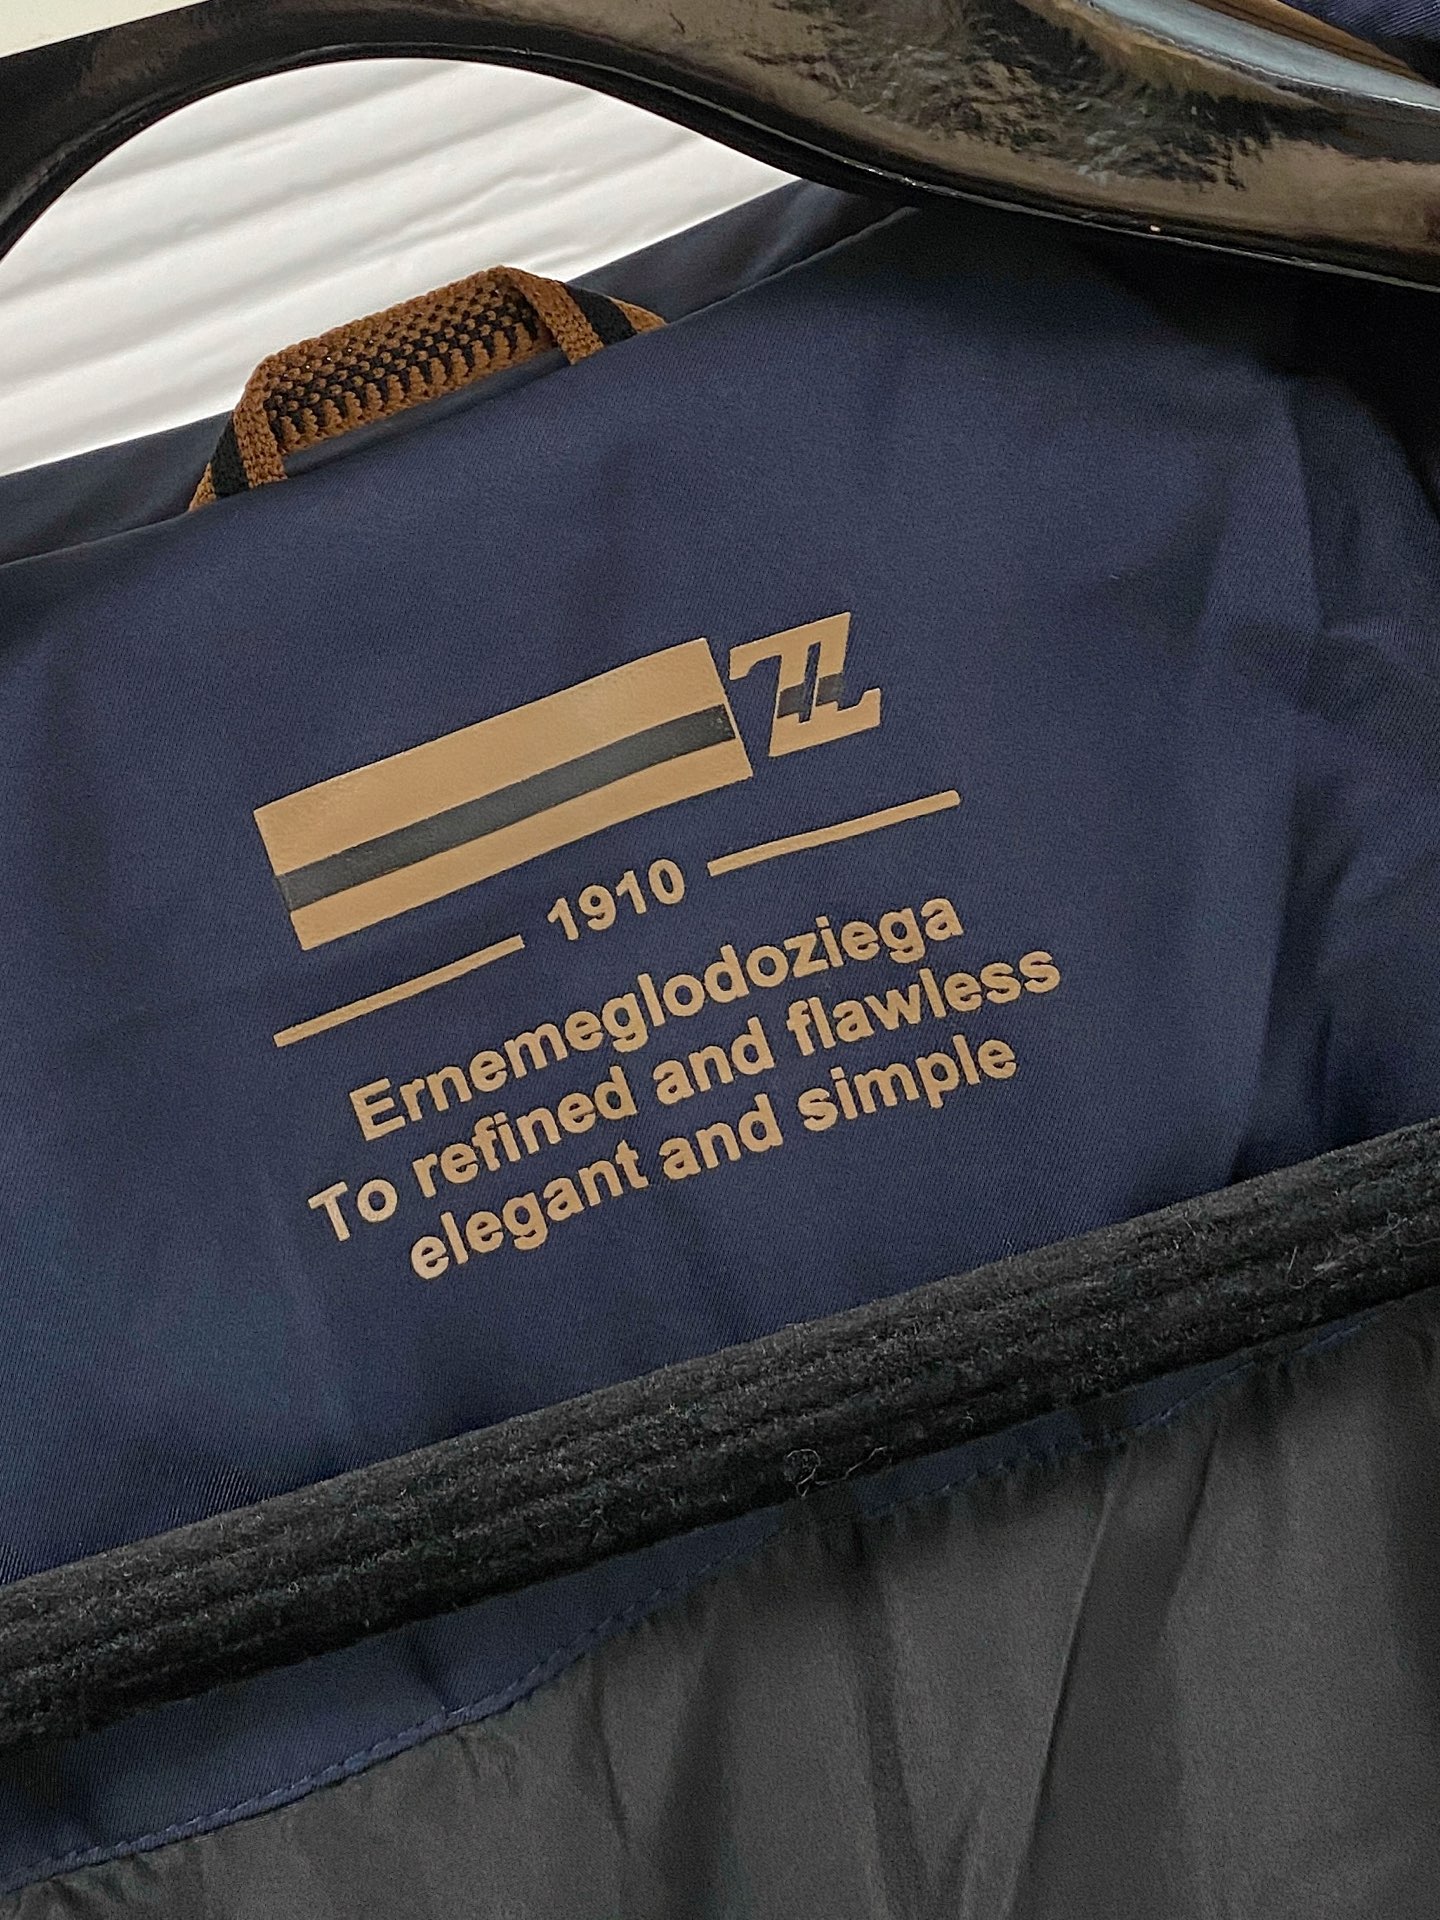 1910
Ernemeglodoziega
To refined and flawless
elegant and simple